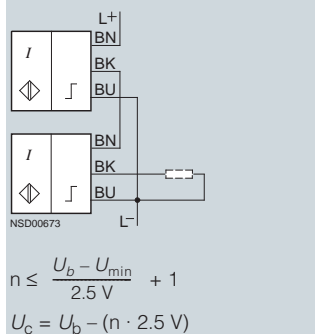 L+
BN
I
BK
BU
BN
I
BK
BU
NSD00673
L–
n ≤ (U_b – U_min) / 2.5 V + 1
U_c = U_b – (n · 2.5 V)